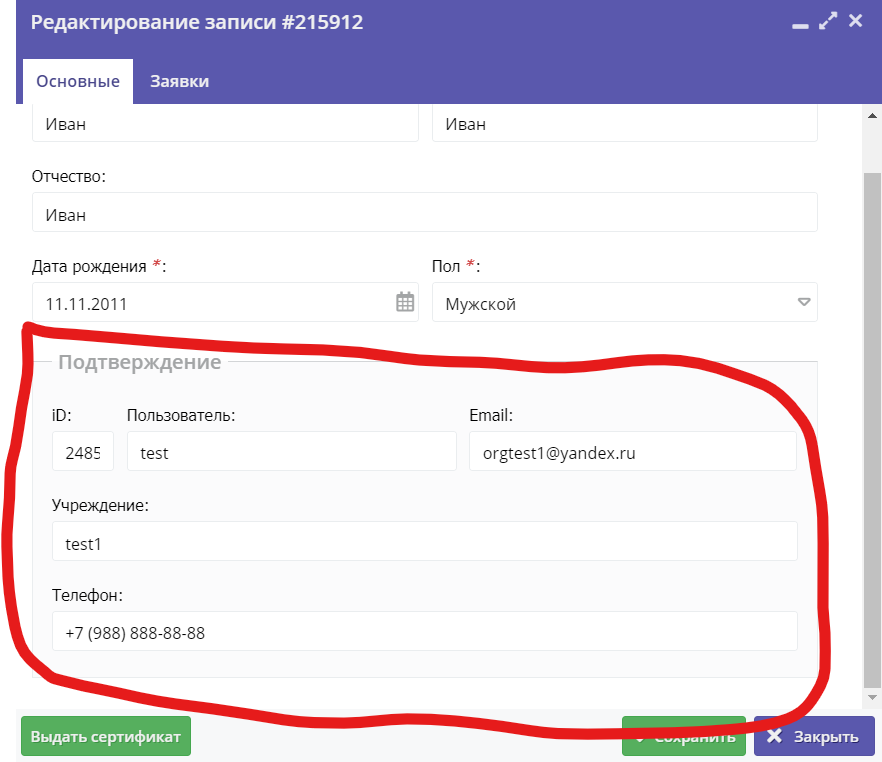 Редактирование записи #215912
Основные Заявки
Иван Иван
Отчество:
Иван
Дата рождения *: Пол *:
11.11.2011 Мужской
Подтверждение
iD: Пользователь: Email:
2485 test orgtest1@yandex.ru
Учреждение:
test1
Телефон:
+7 (988) 888-88-88
Выдать сертификат Сохранить Закрыть